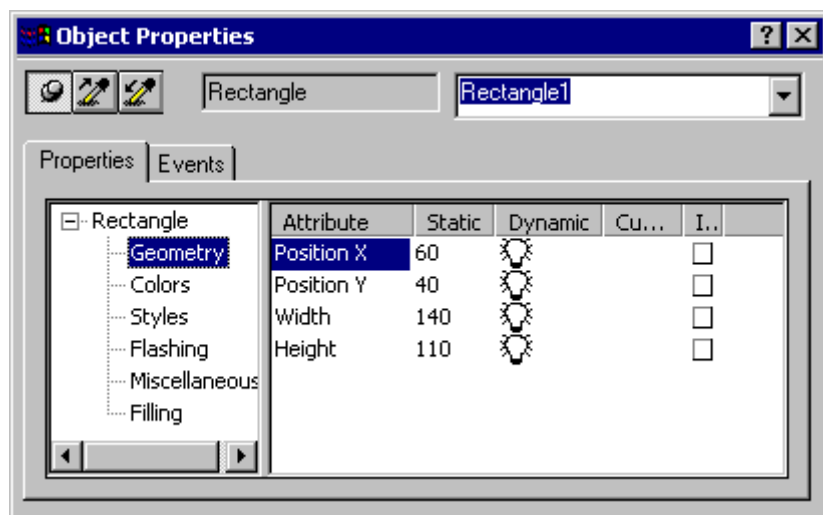 Object Properties
Rectangle Rectangle1
Properties Events
Rectangle Attribute Static Dynamic Cu... I..
Geometry Position X 60
Colors Position Y 40
Styles Width 140
Flashing Height 110
Miscellaneous
Filling